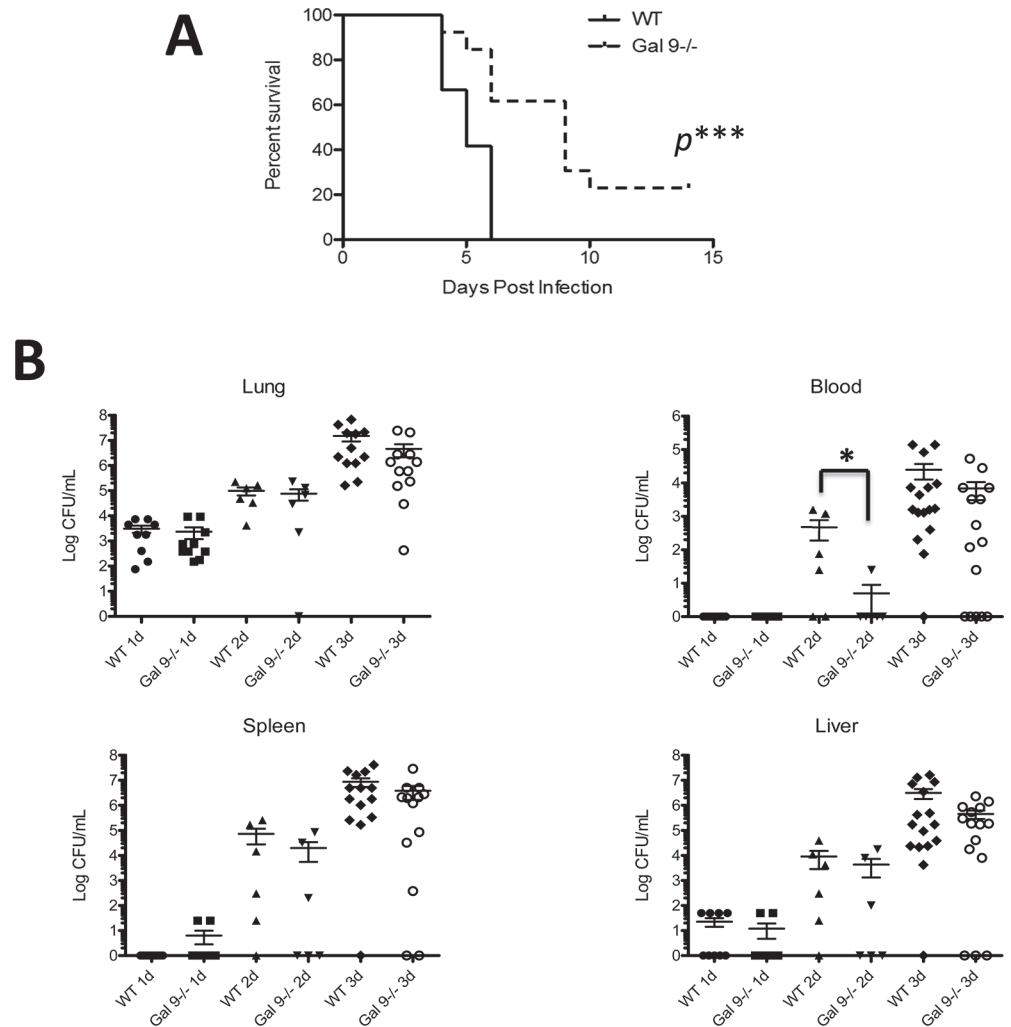 A
100
80
60
40
20
0
Percent survival
WT
Gal 9-/-
p***
0 5 10 15
Days Post Infection
B
Lung
8
7
6
5
4
3
2
1
0
Log CFU/mL
WT 1d
Gal 9-/- 1d
WT 2d
Gal 9-/- 2d
WT 3d
Gal 9-/- 3d
Blood
6
5
4
3
2
1
0
Log CFU/mL
*
WT 1d
Gal 9-/- 1d
WT 2d
Gal 9-/- 2d
WT 3d
Gal 9-/- 3d
Spleen
8
7
6
5
4
3
2
1
0
Log CFU/mL
WT 1d
Gal 9-/- 1d
WT 2d
Gal 9-/- 2d
WT 3d
Gal 9-/- 3d
Liver
8
7
6
5
4
3
2
1
0
Log CFU/mL
WT 1d
Gal 9-/- 1d
WT 2d
Gal 9-/- 2d
WT 3d
Gal 9-/- 3d